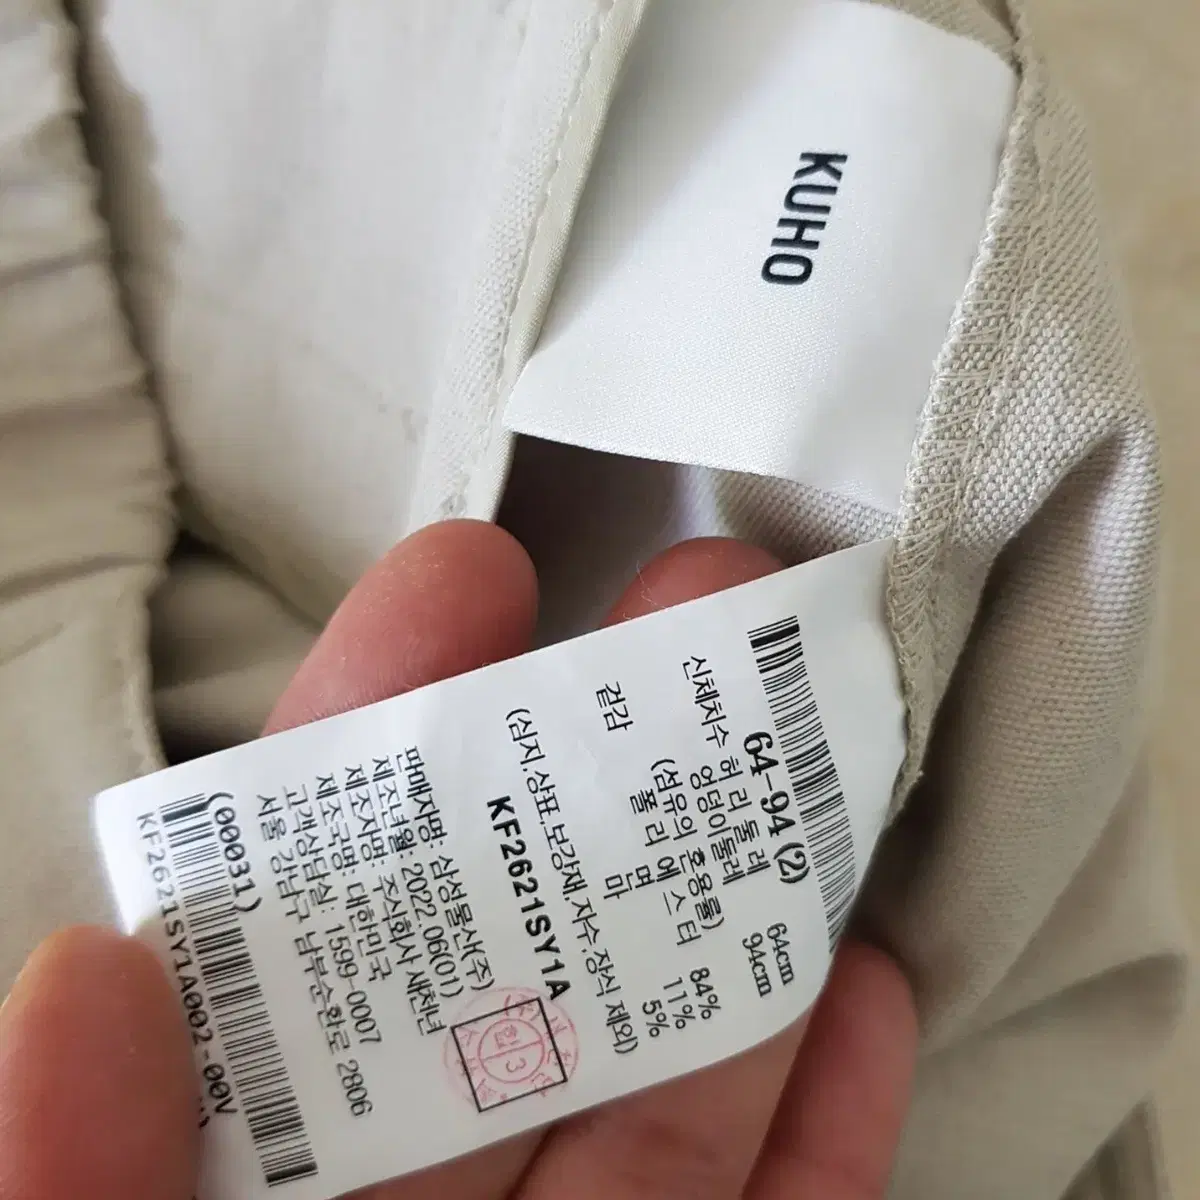 KUHO
64-94 (2)
신체치수 허리둘레 64cm
엉덩이둘레 94cm
(섬유의 혼용률)
겉감 폴리에스터 84%
면 11%
마 5%
(심지,상표,보강재,자수,장식 제외)
KF2621SY1A
판매자명: 삼성물산(주)
제조년월: 2022.06(01)
제조자명: 주식회사 새천년
제조국명: 대한민국
고객상담실: 1599-0007
서울 강남구 남부순환로 2806
(00031)
KF2621SY1A002-00V